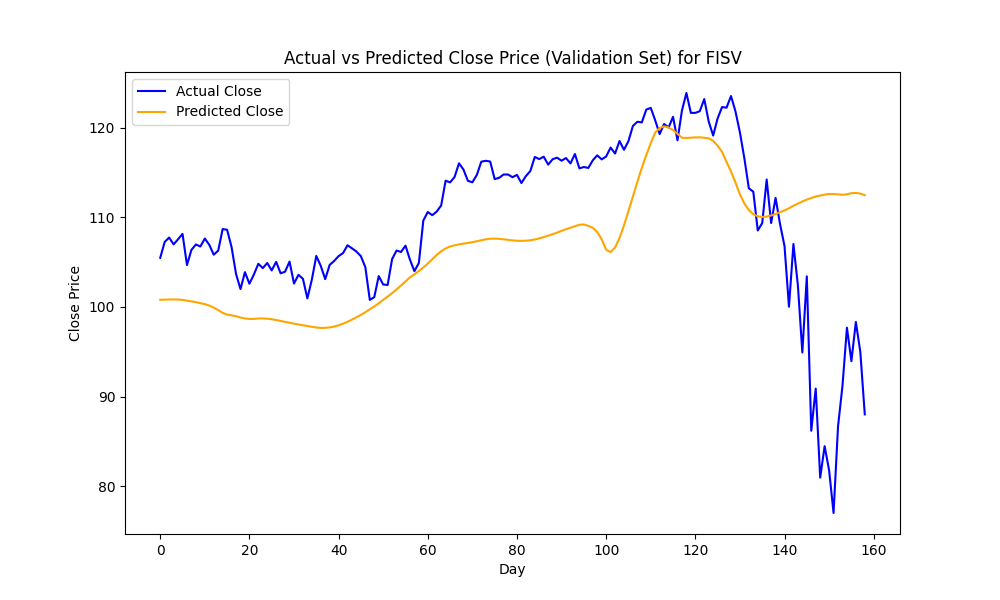 Actual vs Predicted Close Price (Validation Set) for FISV
Actual Close
Predicted Close
120
110
100
90
80
Close Price
0 20 40 60 80 100 120 140 160
Day